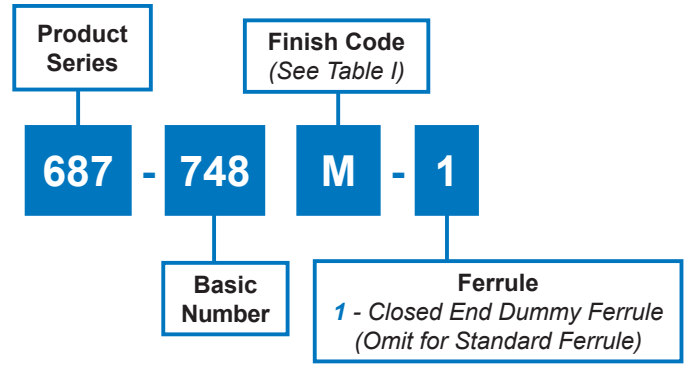 Product
Series
Finish Code
(See Table I)
687 - 748 M - 1
Basic
Number
Ferrule
1 - Closed End Dummy Ferrule
(Omit for Standard Ferrule)